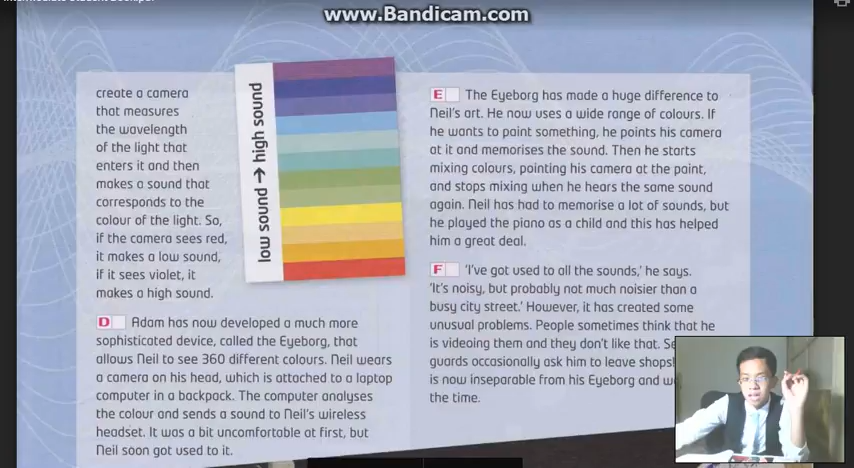 www.Bandicam.com
create a camera
that measures
the wavelength
of the light that
enters it and then
makes a sound that
corresponds to the
colour of the light. So,
if the camera sees red,
it makes a low sound,
if it sees violet, it
makes a high sound.
low sound → high sound
D Adam has now developed a much more
sophisticated device, called the Eyeborg, that
allows Neil to see 360 different colours. Neil wears
a camera on his head, which is attached to a laptop
computer in a backpack. The computer analyses
the colour and sends a sound to Neil's wireless
headset. It was a bit uncomfortable at first, but
Neil soon got used to it.
E The Eyeborg has made a huge difference to
Neil's art. He now uses a wide range of colours. If
he wants to paint something, he points his camera
at it and memorises the sound. Then he starts
mixing colours, pointing his camera at the paint,
and stops mixing when he hears the same sound
again. Neil has had to memorise a lot of sounds, but
he played the piano as a child and this has helped
him a great deal.
F 'I've got used to all the sounds,' he says.
'It's noisy, but probably not much noisier than a
busy city street.' However, it has created some
unusual problems. People sometimes think that he
is videoing them and they don't like that.
guards occasionally ask him to leave shops!
is now inseparable from his Eyeborg and
the time.